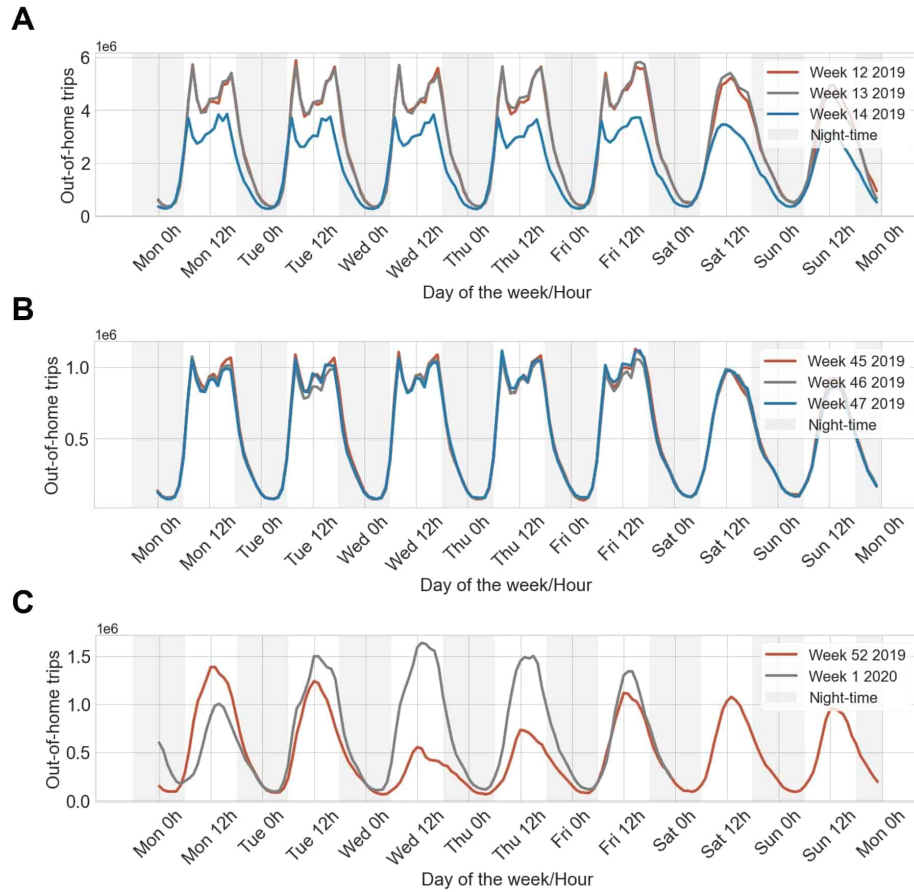 A
1e6
Out-of-home trips
6
4
2
0
Week 12 2019
Week 13 2019
Week 14 2019
Night-time
Mon 0h Mon 12h Tue 0h Tue 12h Wed 0h Wed 12h Thu 0h Thu 12h Fri 0h Fri 12h Sat 0h Sat 12h Sun 0h Sun 12h Mon 0h
Day of the week/Hour
B
1e6
Out-of-home trips
1.0
0.5
Week 45 2019
Week 46 2019
Week 47 2019
Night-time
Mon 0h Mon 12h Tue 0h Tue 12h Wed 0h Wed 12h Thu 0h Thu 12h Fri 0h Fri 12h Sat 0h Sat 12h Sun 0h Sun 12h Mon 0h
Day of the week/Hour
C
1e6
Out-of-home trips
1.5
1.0
0.5
0.0
Week 52 2019
Week 1 2020
Night-time
Mon 0h Mon 12h Tue 0h Tue 12h Wed 0h Wed 12h Thu 0h Thu 12h Fri 0h Fri 12h Sat 0h Sat 12h Sun 0h Sun 12h Mon 0h
Day of the week/Hour